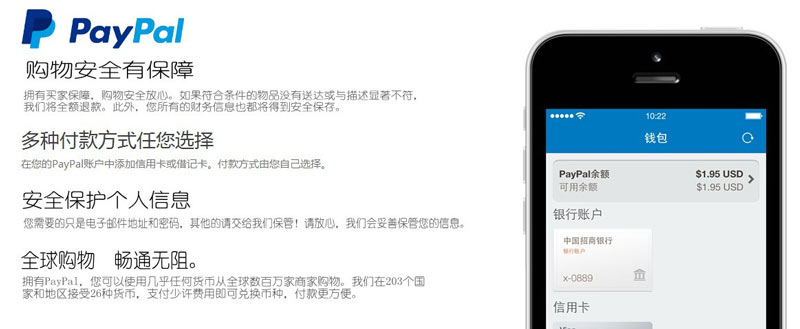 PayPal
购物安全有保障
拥有买家保障，购物安全放心。如果符合条件的物品没有送达或与描述显著不符，
我们将全额退款。此外，您所有的财务信息也都将得到安全保存。
多种付款方式任您选择
在您的PayPal账户中添加信用卡或借记卡。付款方式由您自己选择。
安全保护个人信息
您需要的只是电子邮件地址和密码，其他的请交给我们保管！请放心，我们会妥善保管您的信息。
全球购物 畅通无阻。
拥有PayPal，您可以使用几乎任何货币从全球数百万家商家购物。我们在203个国
家和地区接受26种货币，支付少许费用即可兑换币种，付款更方便。
10:22
钱包
PayPal余额 $1.95 USD
可用余额 $1.95 USD
银行账户
中国招商银行
银行账户
x-0889
信用卡